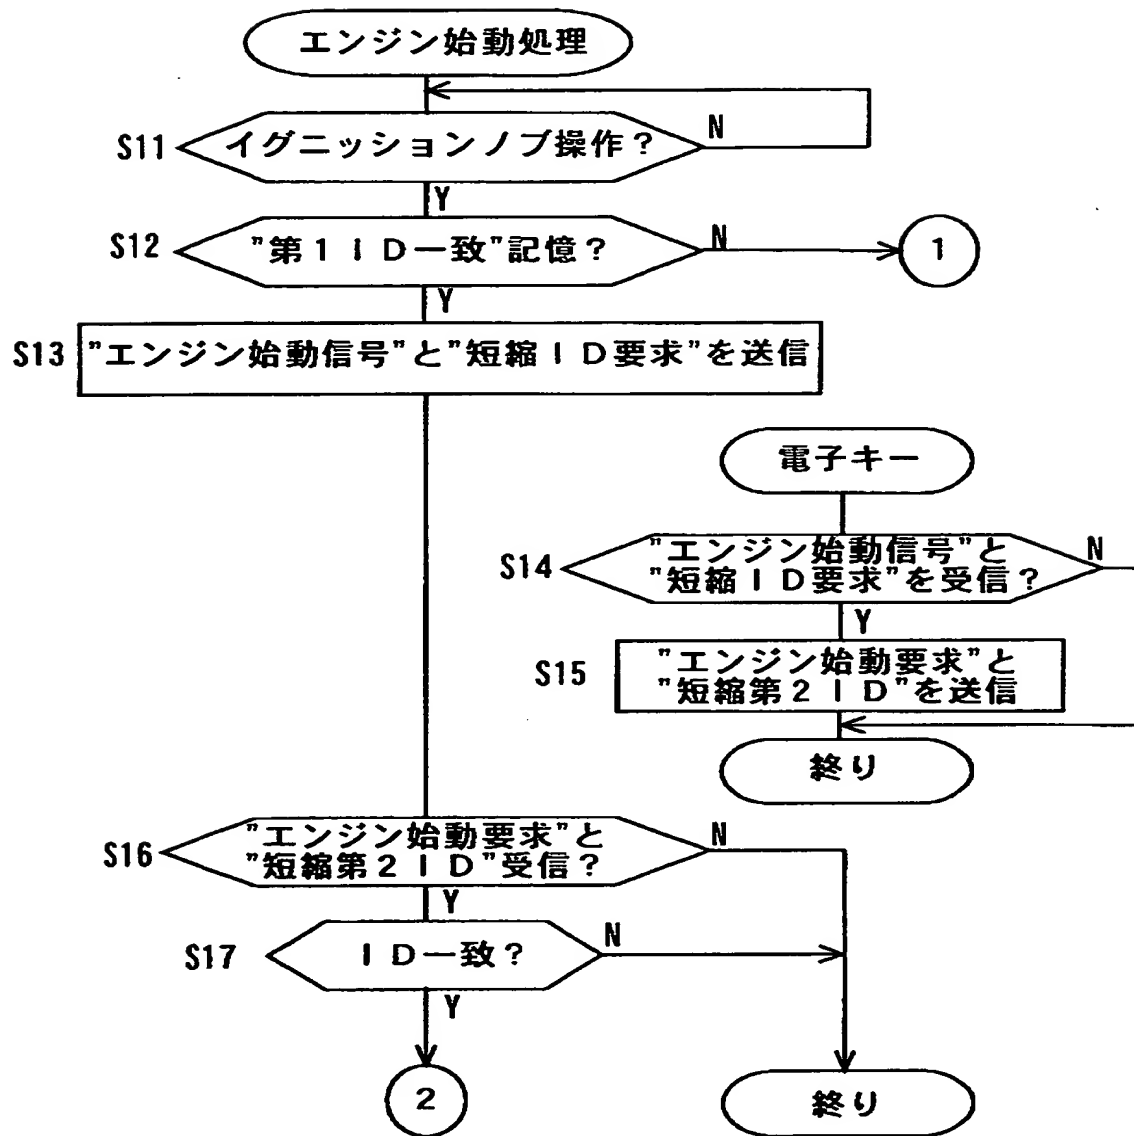 エンジン始動処理
S11 イグニッションノブ操作? N
Y
S12 "第1ID一致"記憶? N 1
Y
S13 "エンジン始動信号"と"短縮ID要求"を送信
電子キー
S14 "エンジン始動信号"と N
"短縮ID要求"を受信?
Y
S15 "エンジン始動要求"と
"短縮第2ID"を送信
終り
S16 "エンジン始動要求"と N
"短縮第2ID"受信?
Y
S17 ID一致? N
Y
2 終り